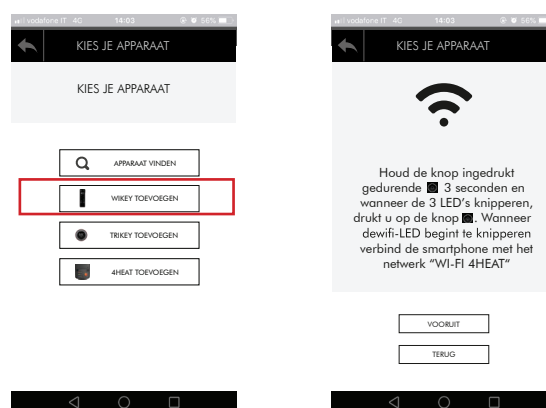 vodafone IT 4G 14:03 56%
KIES JE APPARAAT
KIES JE APPARAAT
APPARAAT VINDEN
WIKEY TOEVOEGEN
TRIKEY TOEVOEGEN
4HEAT TOEVOEGEN
vodafone IT 4G 14:03 56%
KIES JE APPARAAT
Houd de knop ingedrukt
gedurende 3 seconden en
wanneer de 3 LED’s knipperen,
drukt u op de knop . Wanneer
dewifi-LED begint te knipperen
verbind de smartphone met het
netwerk “WI-FI 4HEAT“
VOORUIT
TERUG